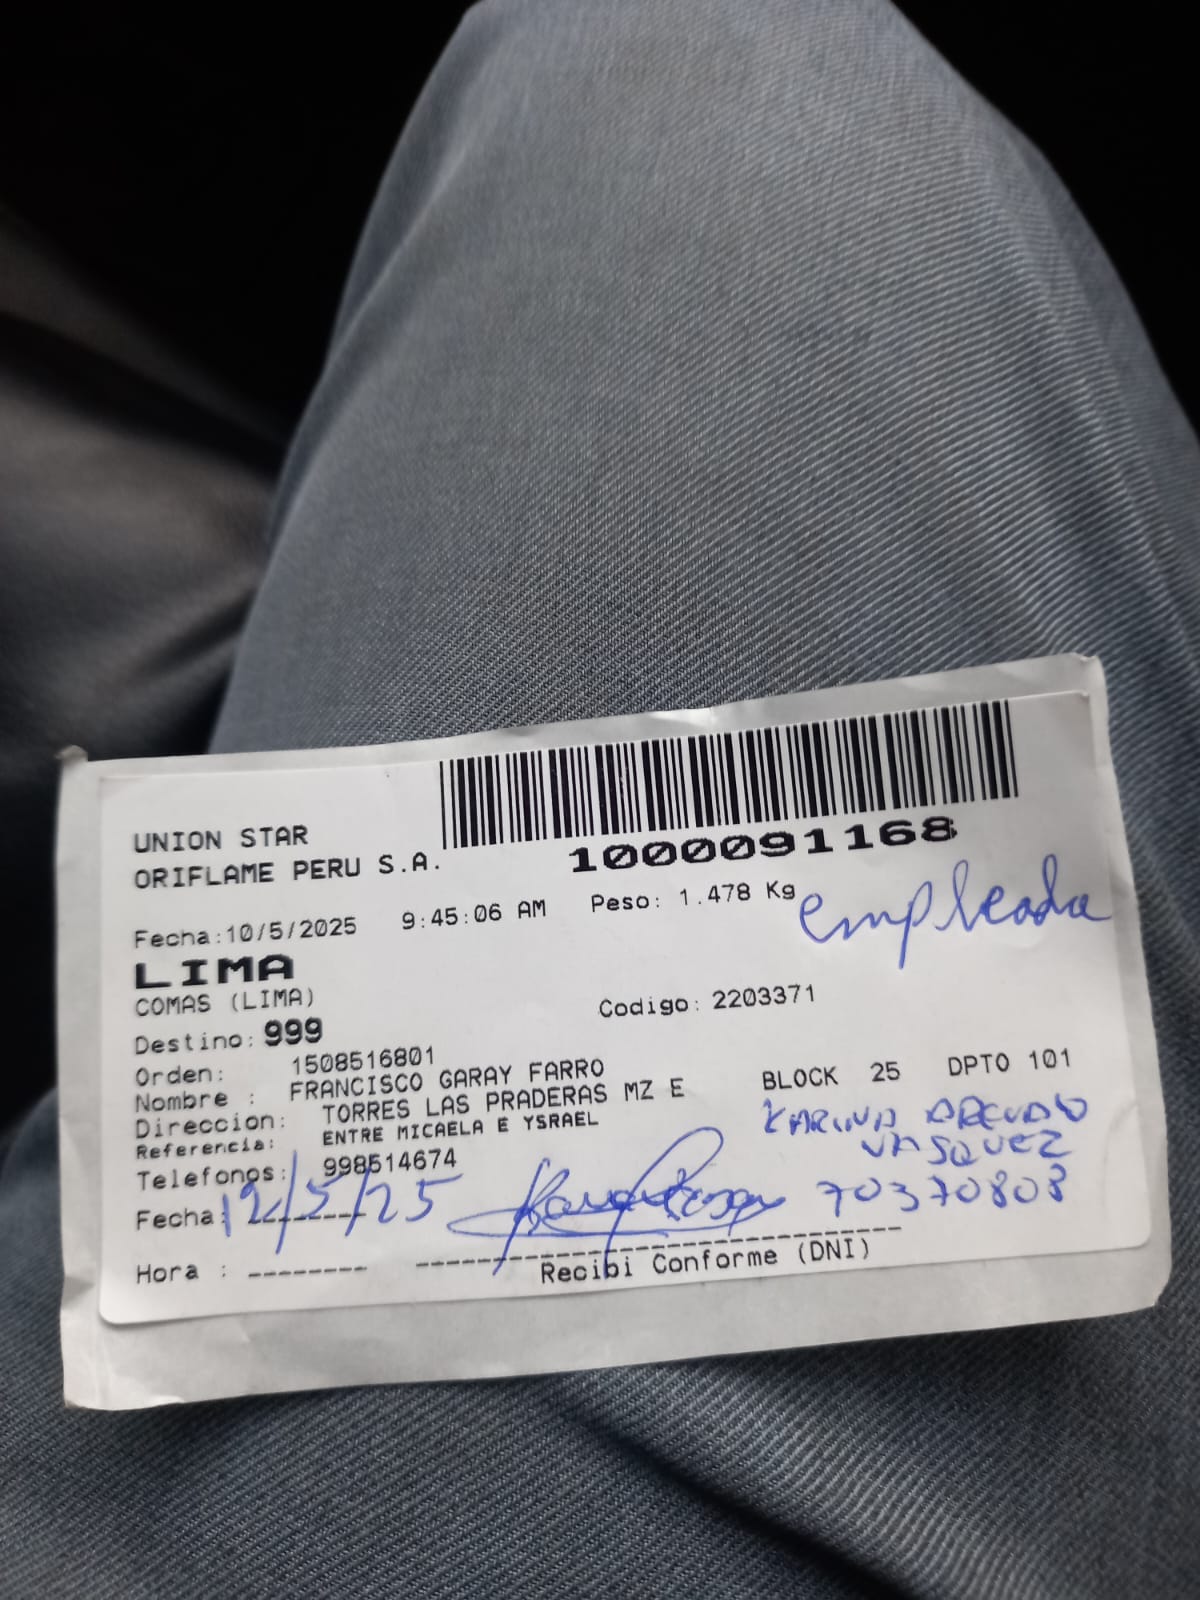 UNION STAR
ORIFLAME PERU S.A.
1000091168
Fecha:10/5/2025 9:45:06 AM Peso: 1.478 Kg
empleada
LIMA
COMAS (LIMA)
Destino: 999 Codigo: 2203371
Orden: 1508516801
Nombre : FRANCISCO GARAY FARRO
Direccion: TORRES LAS PRADERAS MZ E BLOCK 25 DPTO 101
Referencia: ENTRE MICAELA E YSRAEL
KARINA AREVALO
VASQUEZ
Telefonos: 998514674
70370808
Fecha: 12/5/25
Hora : --------
Recibi Conforme (DNI)